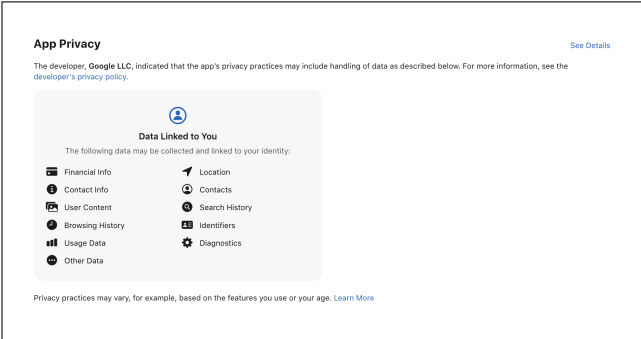 App Privacy
See Details
The developer, Google LLC, indicated that the app's privacy practices may include handling of data as described below. For more information, see the
developer's privacy policy.
Data Linked to You
The following data may be collected and linked to your identity:
Financial Info
Location
Contact Info
Contacts
User Content
Search History
Browsing History
Identifiers
Usage Data
Diagnostics
Other Data
Privacy practices may vary, for example, based on the features you use or your age. Learn More